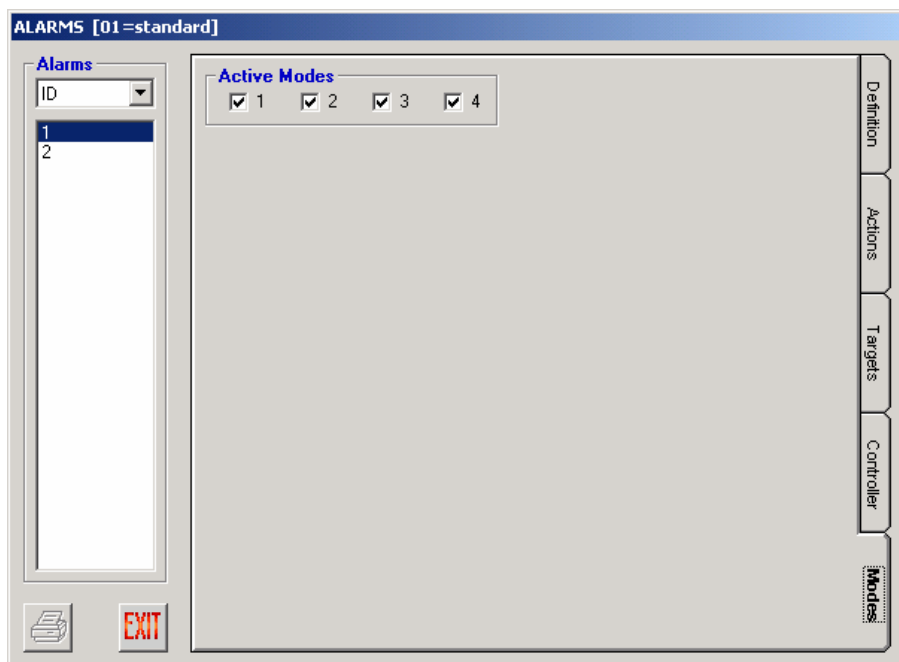 ALARMS [01=standard]
Alarms
ID
1
2
Active Modes
1 2 3 4
Definition
Actions
Targets
Controller
Modes
EXIT